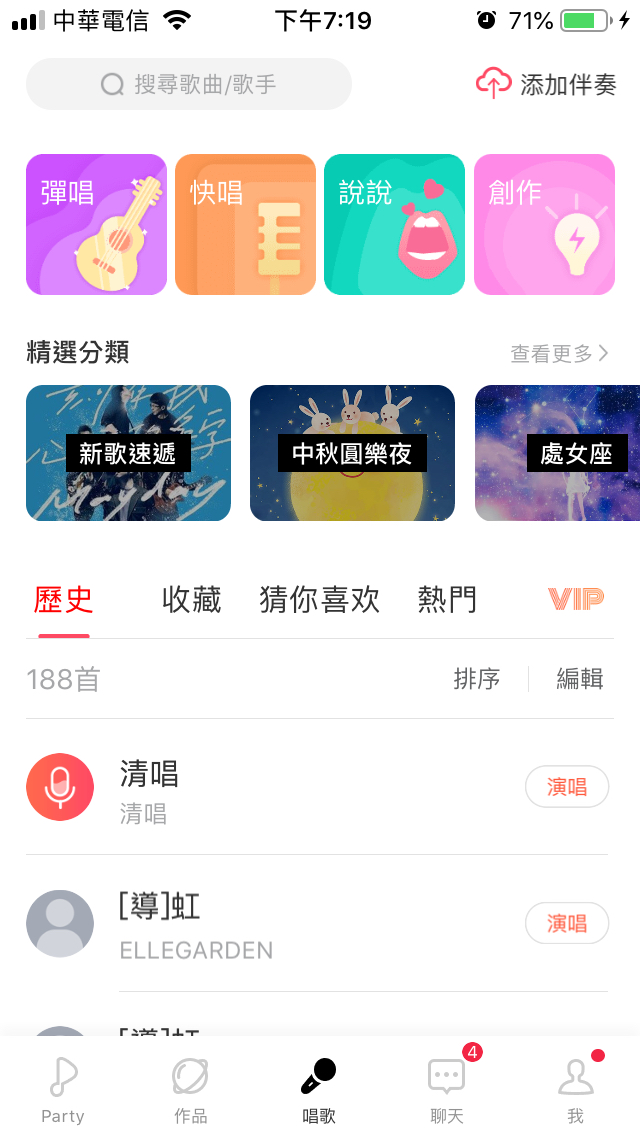 中華電信 下午7:19 71%
搜尋歌曲/歌手 添加伴奏
彈唱 快唱 說說 創作
精選分類 查看更多
新歌速遞 中秋圓樂夜 處女座
Mayday
歷史 收藏 猜你喜欢 熱門 VIP
188首 排序 編輯
清唱
清唱 演唱
[導]虹
ELLEGARDEN 演唱
4
Party 作品 唱歌 聊天 我